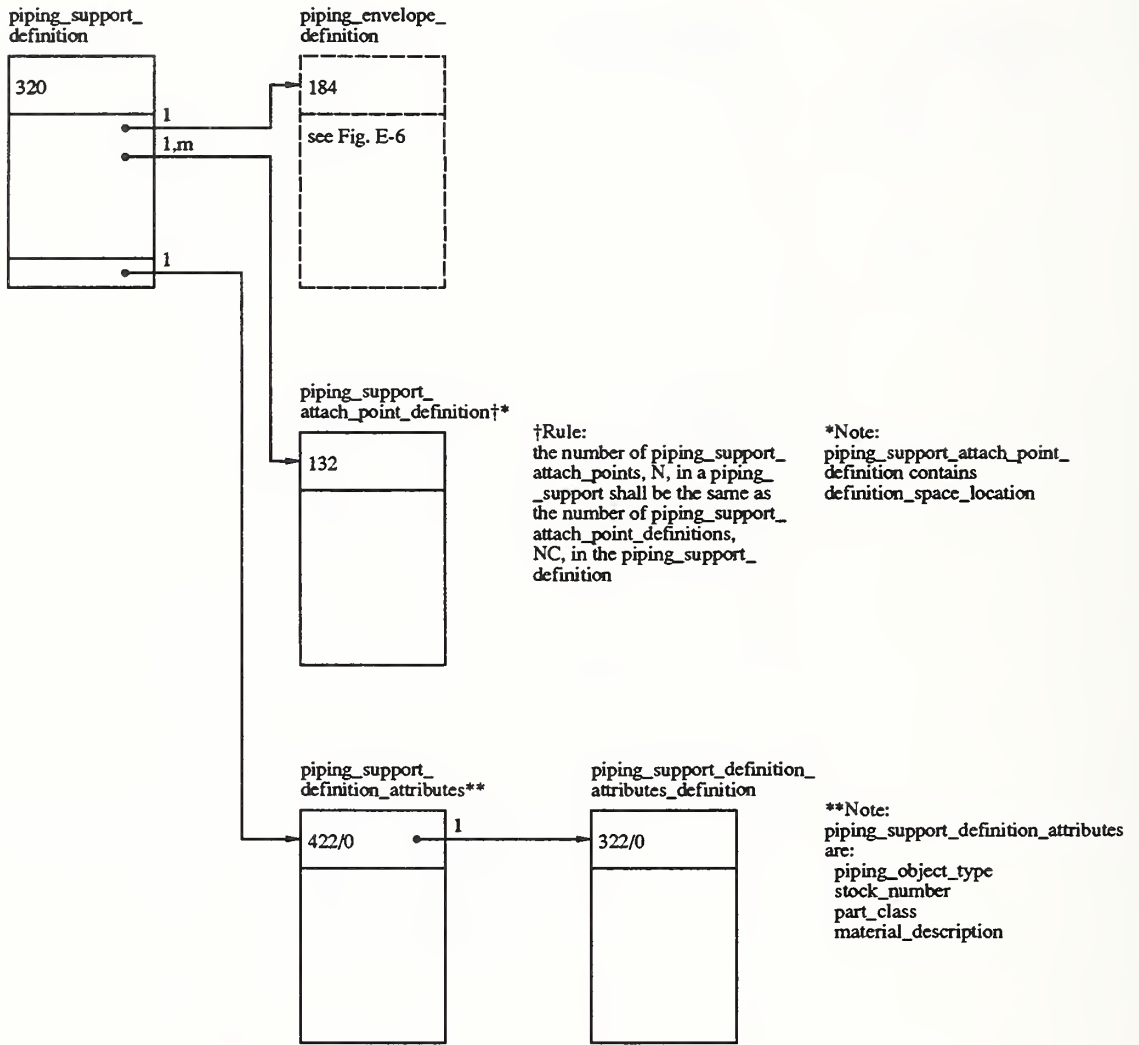 piping_support_
definition
320
1
1,m
1
piping_envelope_
definition
184
see Fig. E-6
piping_support_
attach_point_definition†*
132
†Rule:
the number of piping_support_
attach_points, N, in a piping_
_support shall be the same as
the number of piping_support_
attach_point_definitions,
NC, in the piping_support_
definition
*Note:
piping_support_attach_point_
definition contains
definition_space_location
piping_support_
definition_attributes**
422/0
1
piping_support_definition_
attributes_definition
322/0
**Note:
piping_support_definition_attributes
are:
piping_object_type
stock_number
part_class
material_description